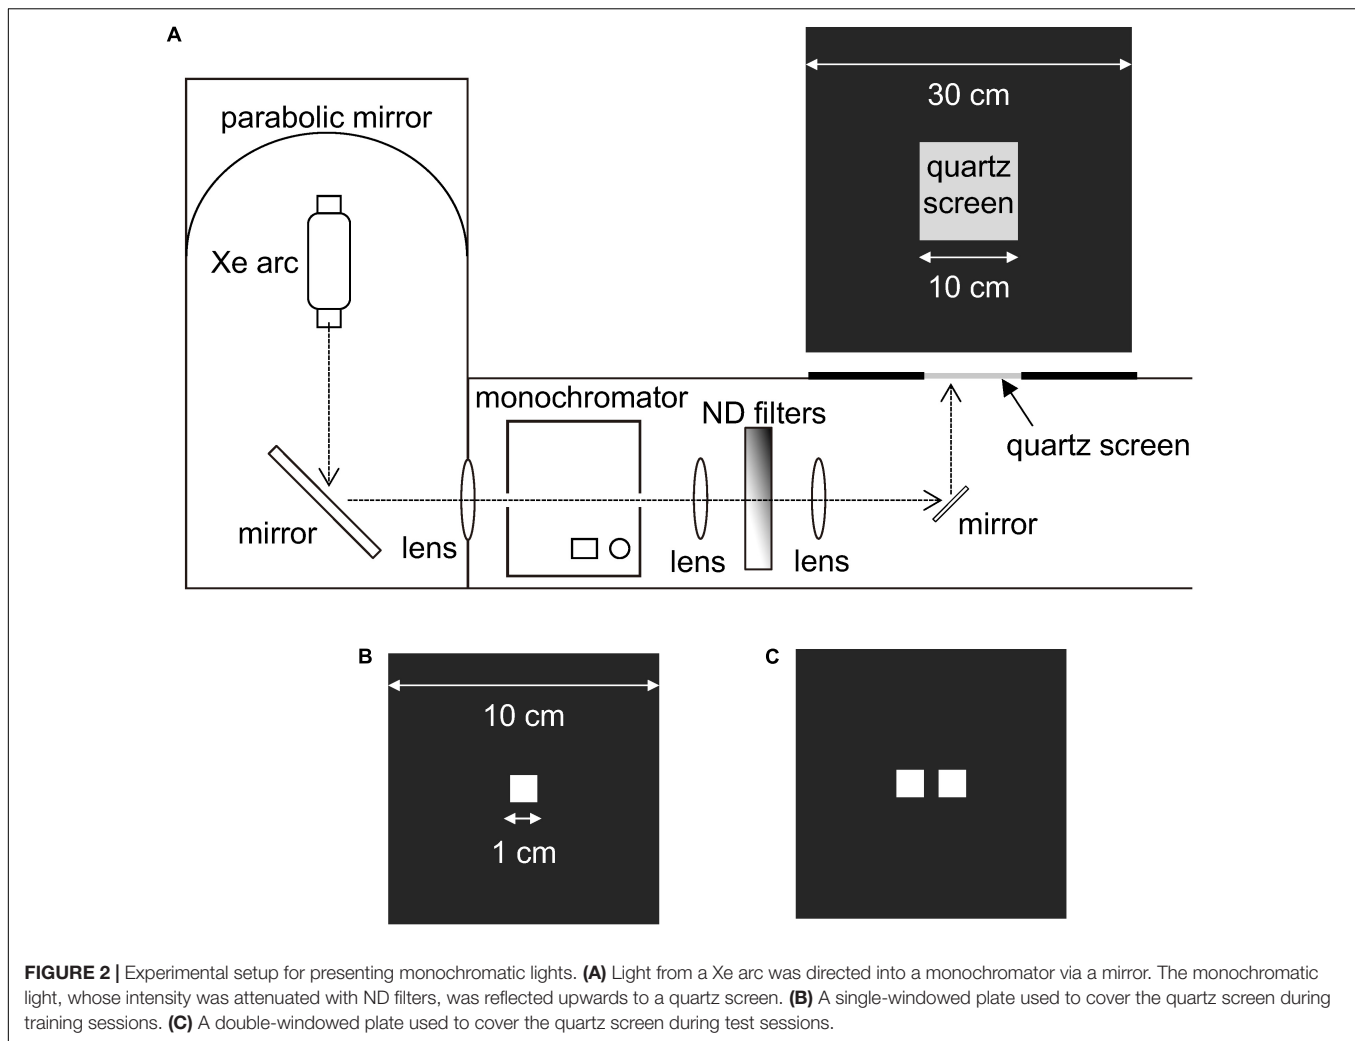 A
parabolic mirror
Xe arc
mirror
lens
monochromator
lens
ND filters
lens
mirror
quartz screen
30 cm
quartz
screen
10 cm
B
10 cm
1 cm
C
FIGURE 2 | Experimental setup for presenting monochromatic lights. (A) Light from a Xe arc was directed into a monochromator via a mirror. The monochromatic
light, whose intensity was attenuated with ND filters, was reflected upwards to a quartz screen. (B) A single-windowed plate used to cover the quartz screen during
training sessions. (C) A double-windowed plate used to cover the quartz screen during test sessions.